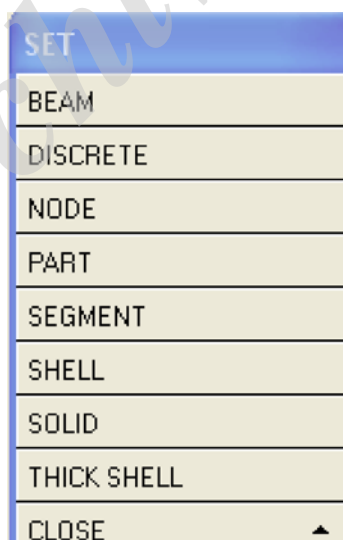 SET
BEAM
DISCRETE
NODE
PART
SEGMENT
SHELL
SOLID
THICK SHELL
CLOSE